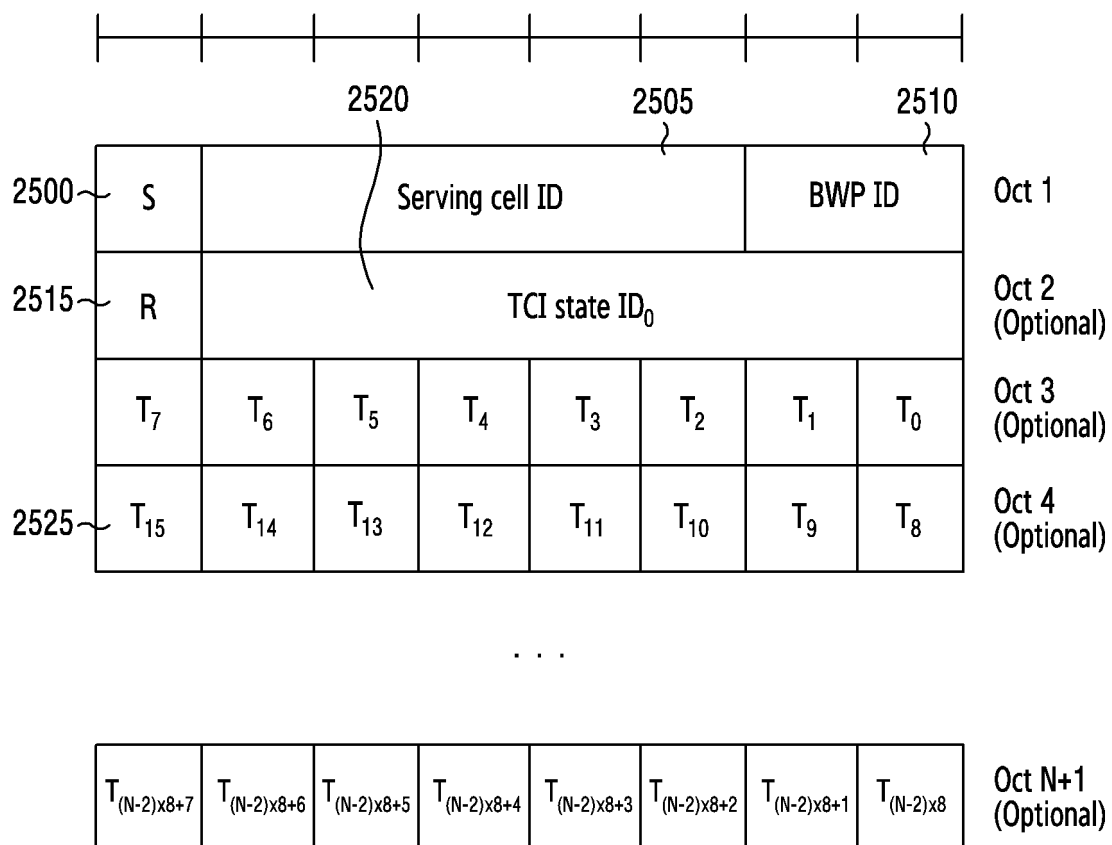 2520 2505 2510
2500 S Serving cell ID BWP ID Oct 1
2515 R TCI state ID₀ Oct 2
(Optional)
T₇ T₆ T₅ T₄ T₃ T₂ T₁ T₀ Oct 3
(Optional)
2525 T₁₅ T₁₄ T₁₃ T₁₂ T₁₁ T₁₀ T₉ T₈ Oct 4
(Optional)
. . .
T(N-2)x8+7 T(N-2)x8+6 T(N-2)x8+5 T(N-2)x8+4 T(N-2)x8+3 T(N-2)x8+2 T(N-2)x8+1 T(N-2)x8 Oct N+1
(Optional)